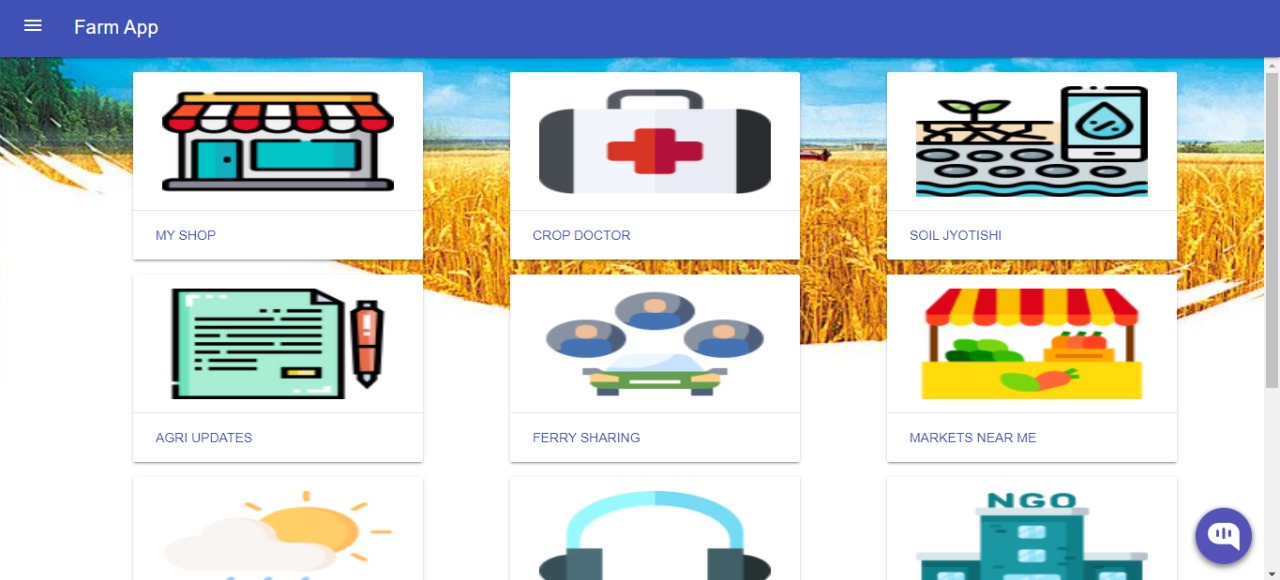 Farm App
MY SHOP
CROP DOCTOR
SOIL JYOTISHI
AGRI UPDATES
FERRY SHARING
MARKETS NEAR ME
NGO